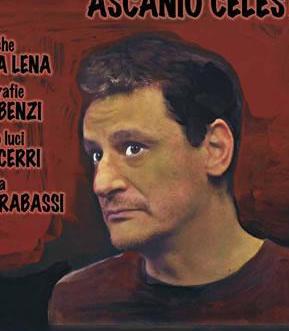 ASCANIO CELES
che
A LENA
rafie
BENZI
o luci
CERRI
a
RABASSI